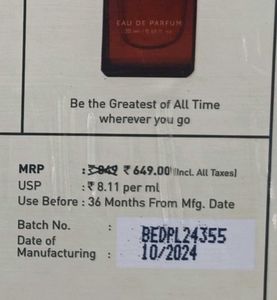 EAU DE PARFUM
Be the Greatest of All Time
wherever you go
MRP : ₹ 849 ₹ 649.00 (Incl. All Taxes)
USP : ₹ 8.11 per ml
Use Before : 36 Months From Mfg. Date
Batch No. : BEDPL24355
Date of
Manufacturing : 10/2024